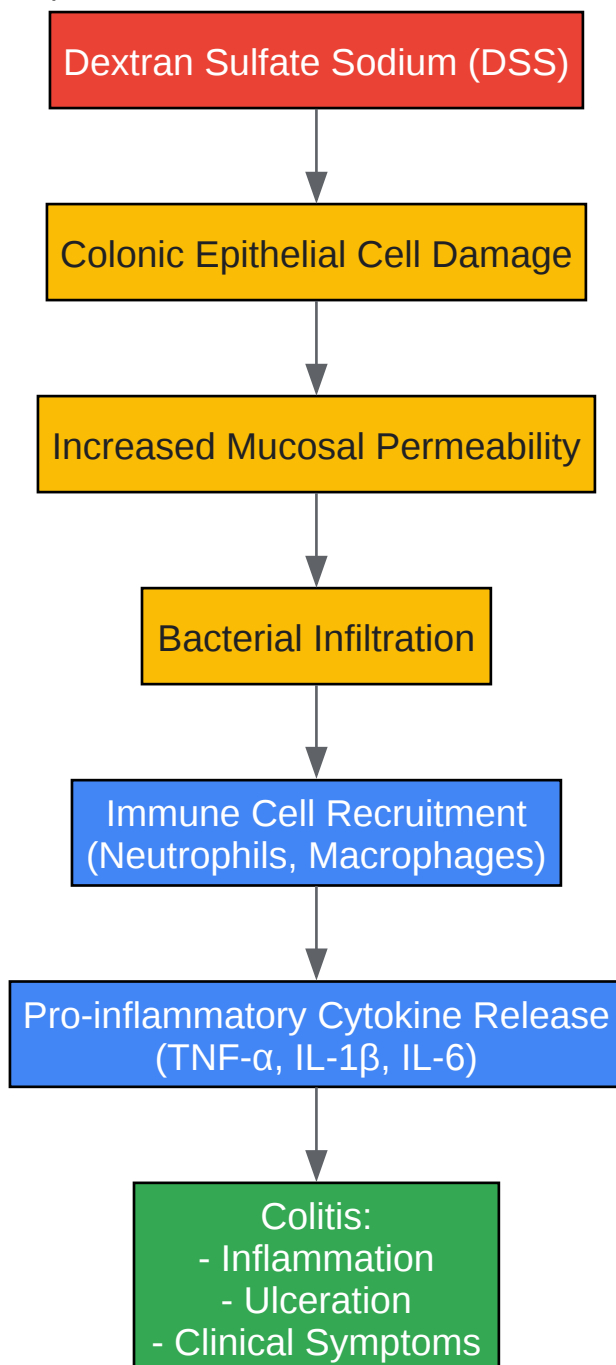 Dextran Sulfate Sodium (DSS)
Colonic Epithelial Cell Damage
Increased Mucosal Permeability
Bacterial Infiltration
Immune Cell Recruitment
(Neutrophils, Macrophages)
Pro-inflammatory Cytokine Release
(TNF-α, IL-1β, IL-6)
Colitis:
- Inflammation
- Ulceration
- Clinical Symptoms